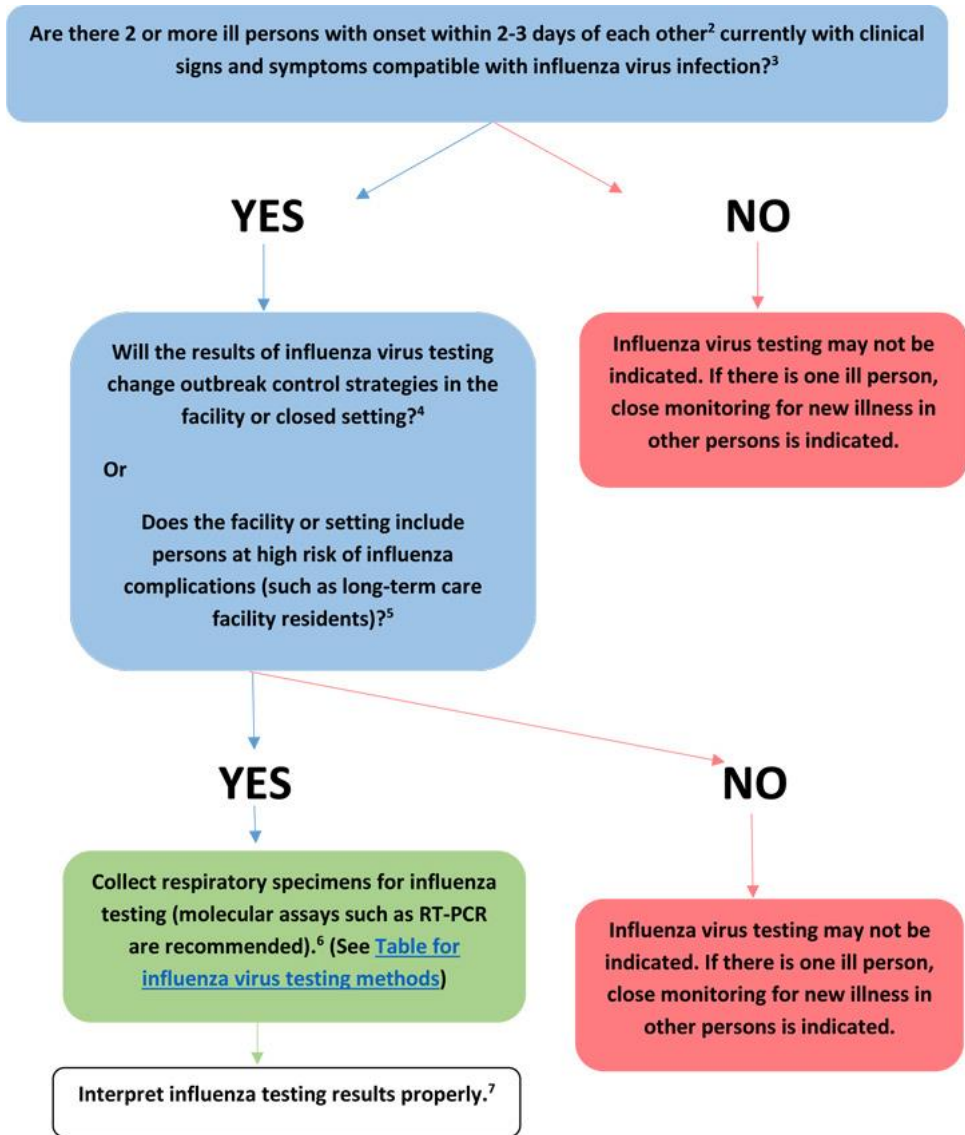 Are there 2 or more ill persons with onset within 2-3 days of each other² currently with clinical
signs and symptoms compatible with influenza virus infection?³
YES
NO
Will the results of influenza virus testing
change outbreak control strategies in the
facility or closed setting?⁴
Or
Does the facility or setting include
persons at high risk of influenza
complications (such as long-term care
facility residents)?⁵
Influenza virus testing may not be
indicated. If there is one ill person,
close monitoring for new illness in
other persons is indicated.
YES
NO
Collect respiratory specimens for influenza
testing (molecular assays such as RT-PCR
are recommended).⁶ (See Table for
influenza virus testing methods)
Influenza virus testing may not be
indicated. If there is one ill person,
close monitoring for new illness in
other persons is indicated.
Interpret influenza testing results properly.⁷